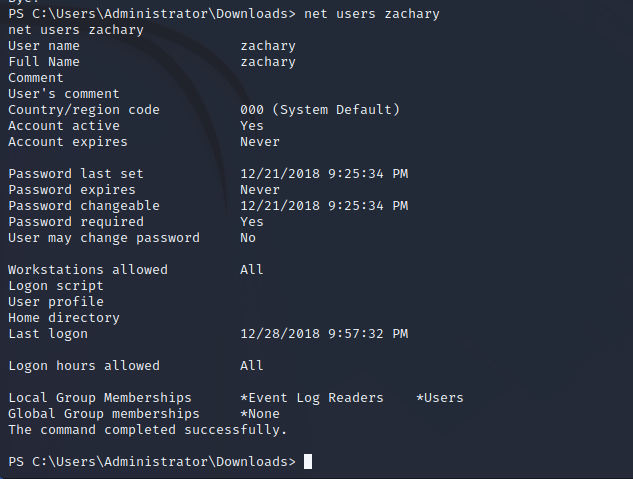 PS C:\Users\Administrator\Downloads> net users zachary
net users zachary
User name                    zachary
Full Name                    zachary
Comment
User's comment
Country/region code          000 (System Default)
Account active               Yes
Account expires              Never

Password last set            12/21/2018 9:25:34 PM
Password expires             Never
Password changeable          12/21/2018 9:25:34 PM
Password required            Yes
User may change password     No

Workstations allowed         All
Logon script
User profile
Home directory
Last logon                   12/28/2018 9:57:32 PM

Logon hours allowed          All

Local Group Memberships      *Event Log Readers    *Users
Global Group memberships     *None
The command completed successfully.

PS C:\Users\Administrator\Downloads>